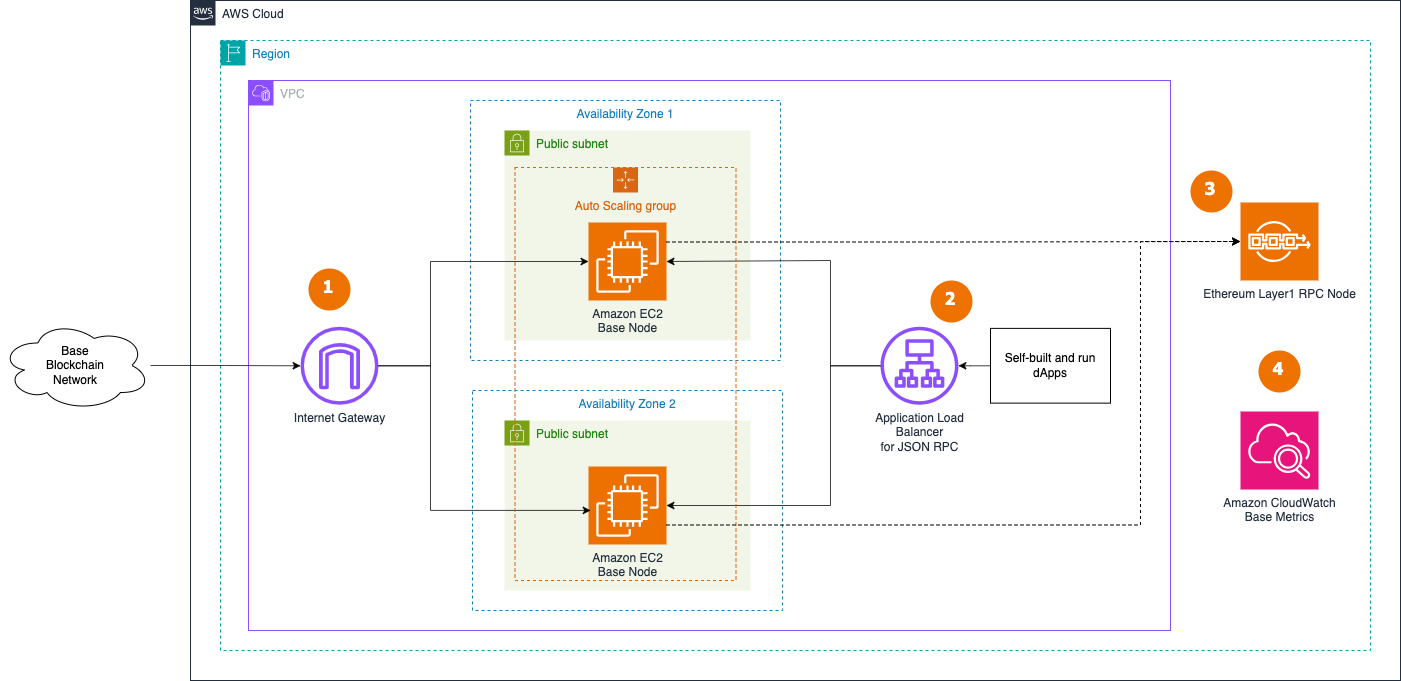 aws
AWS Cloud
Region
VPC
Availability Zone 1
Public subnet
Auto Scaling group
Amazon EC2
Base Node
1
Base
Blockchain
Network
Internet Gateway
Availability Zone 2
Public subnet
Amazon EC2
Base Node
2
Application Load
Balancer
for JSON RPC
Self-built and run
dApps
3
Ethereum Layer1 RPC Node
4
Amazon CloudWatch
Base Metrics